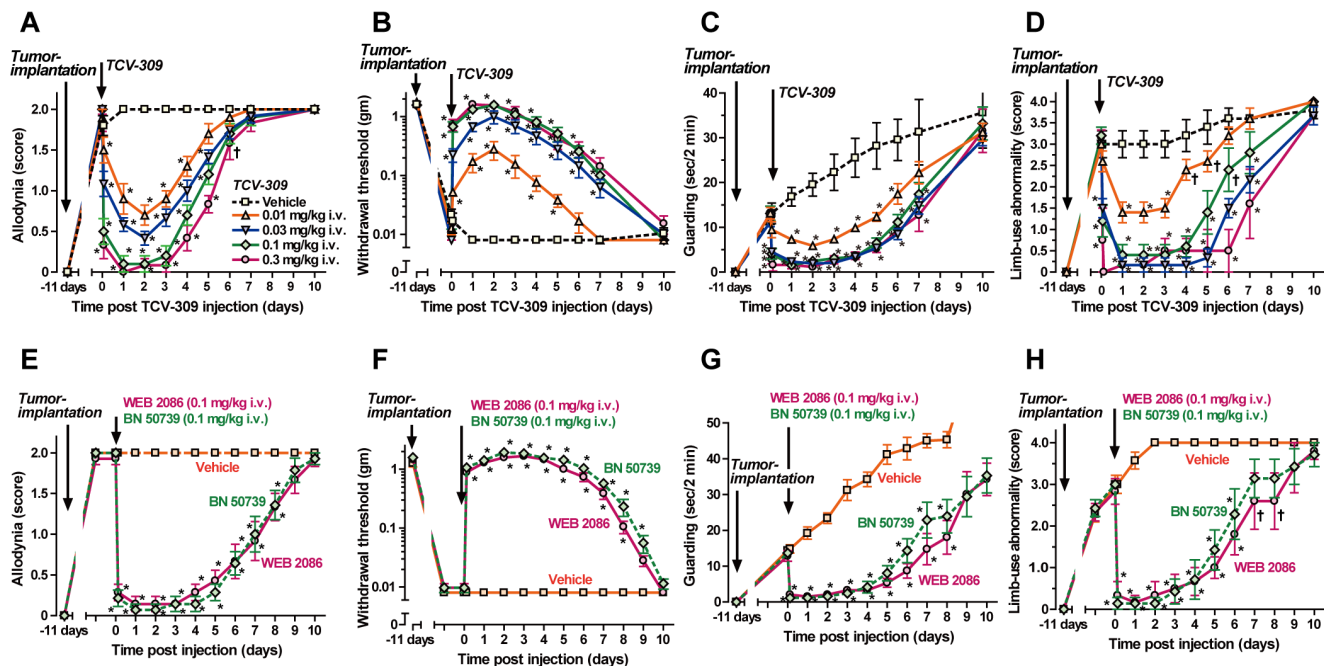 A
Tumor-
implantation
TCV-309
Allodynia (score)
2.0
1.5
1.0
0.5
0
TCV-309
Vehicle
0.01 mg/kg i.v.
0.03 mg/kg i.v.
0.1 mg/kg i.v.
0.3 mg/kg i.v.
†
-11 days
0 1 2 3 4 5 6 7 10
Time post TCV-309 injection (days)
B
Tumor-
implantation
TCV-309
Withdrawal threshold (gm)
1
0.1
0.01
0
-11 days
0 1 2 3 4 5 6 7 10
Time post TCV-309 injection (days)
C
Tumor-
implantation
TCV-309
Guarding (sec/2 min)
40
30
20
10
0
-11 days
0 1 2 3 4 5 6 7 10
Time post TCV-309 injection (days)
D
Tumor-
implantation
TCV-309
Limb-use abnormality (score)
4.0
3.5
3.0
2.5
2.0
1.5
1.0
0.5
0
† † †
-11 days
0 1 2 3 4 5 6 7 10
Time post TCV-309 injection (days)
E
Tumor-
implantation
WEB 2086 (0.1 mg/kg i.v.)
BN 50739 (0.1 mg/kg i.v.)
Allodynia (score)
2.0
1.5
1.0
0.5
0
Vehicle
BN 50739
WEB 2086
-11 days
0 1 2 3 4 5 6 7 8 9 10
Time post injection (days)
F
Tumor-
implantation
WEB 2086 (0.1 mg/kg i.v.)
BN 50739 (0.1 mg/kg i.v.)
Withdrawal threshold (gm)
1
0.1
0.01
0
BN 50739
WEB 2086
Vehicle
-11 days
0 1 2 3 4 5 6 7 8 9 10
Time post injection (days)
G
WEB 2086 (0.1 mg/kg i.v.)
BN 50739 (0.1 mg/kg i.v.)
Tumor-
implantation
Guarding (sec/2 min)
50
40
30
20
10
0
Vehicle
BN 50739
WEB 2086
-11 days
0 1 2 3 4 5 6 7 8 9 10
Time post injection (days)
H
Tumor-
implantation
WEB 2086 (0.1 mg/kg i.v.)
BN 50739 (0.1 mg/kg i.v.)
Limb-use abnormality (score)
4.0
3.0
2.0
1.0
0
Vehicle
BN 50739
† †
WEB 2086
-11 days
0 1 2 3 4 5 6 7 8 9 10
Time post injection (days)